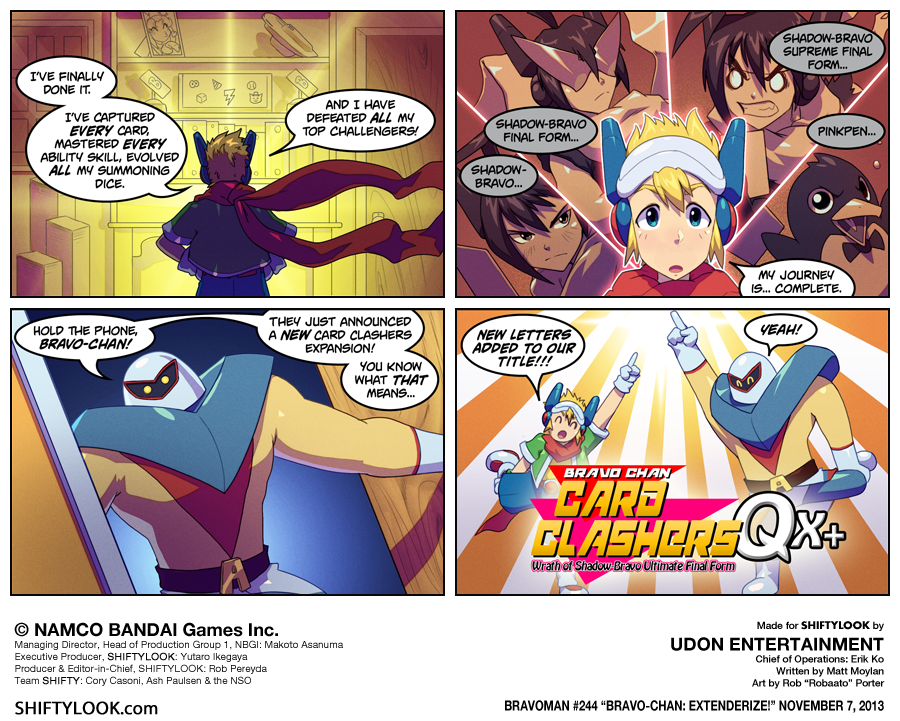 I'VE FINALLY
DONE IT.
I'VE CAPTURED
EVERY CARD,
MASTERED EVERY
ABILITY SKILL, EVOLVED
ALL MY SUMMONING
DICE.
AND I HAVE
DEFEATED ALL MY
TOP CHALLENGERS!
SHADOW-BRAVO
SUPREME FINAL
FORM...
SHADOW-BRAVO
FINAL FORM...
PINKPEN...
SHADOW-
BRAVO...
MY JOURNEY
IS... COMPLETE.
HOLD THE PHONE,
BRAVO-CHAN!
THEY JUST ANNOUNCED
A NEW CARD CLASHERS
EXPANSION!
YOU KNOW
WHAT THAT
MEANS...
NEW LETTERS
ADDED TO OUR
TITLE!!!
YEAH!
BRAVO CHAN
CARD
CLASHERS
QX+
Wrath of Shadow Bravo Ultimate Final Form
© NAMCO BANDAI Games Inc.
Managing Director, Head of Production Group 1, NBGI: Makoto Asanuma
Executive Producer, SHIFTYLOOK: Yutaro Ikegaya
Producer & Editor-in-Chief, SHIFTYLOOK: Rob Pereyda
Team SHIFTY: Cory Casoni, Ash Paulsen & the NSO
SHIFTYLOOK.com
Made for SHIFTYLOOK by
UDON ENTERTAINMENT
Chief of Operations: Erik Ko
Written by Matt Moylan
Art by Rob "Robaato" Porter
BRAVOMAN #244 "BRAVO-CHAN: EXTENDERIZE!" NOVEMBER 7, 2013